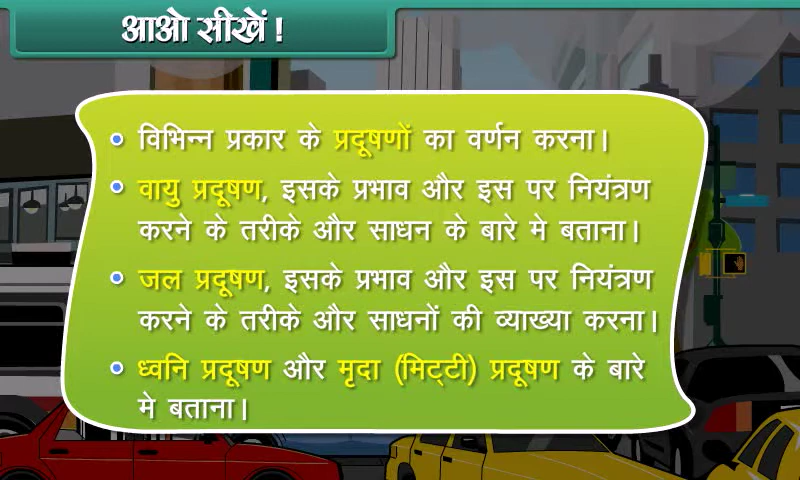 आओ सीखें!
विभिन्न प्रकार के प्रदूषणों का वर्णन करना।
वायु प्रदूषण, इसके प्रभाव और इस पर नियंत्रण
करने के तरीके और साधन के बारे मे बताना।
जल प्रदूषण, इसके प्रभाव और इस पर नियंत्रण
करने के तरीके और साधनों की व्याख्या करना।
ध्वनि प्रदूषण और मृदा (मिट्टी) प्रदूषण के बारे
मे बताना।